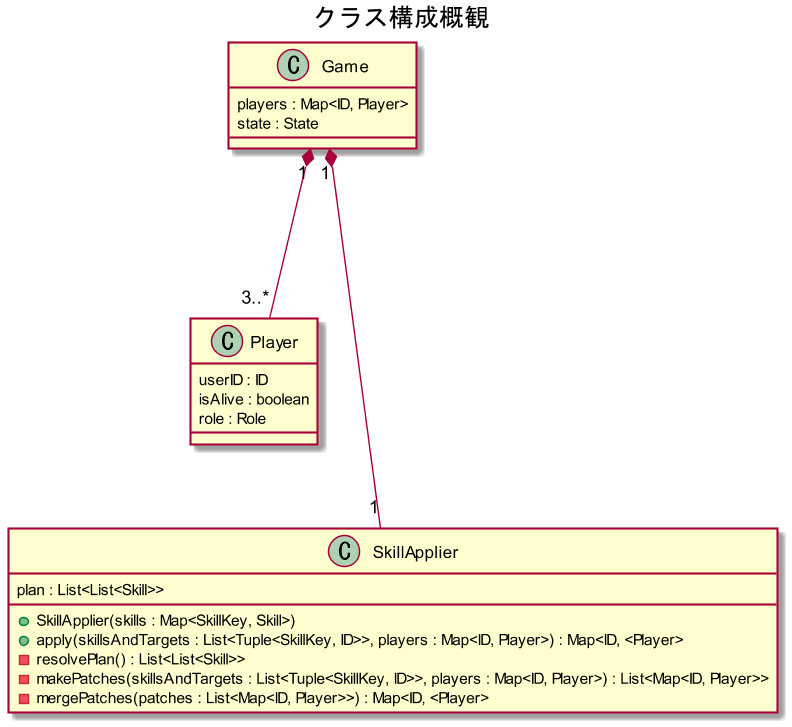 クラス構成概観
C Game
players : Map<ID, Player>
state : State
1 1
3..*
C Player
userID : ID
isAlive : boolean
role : Role
1
C SkillApplier
plan : List<List<Skill>>
SkillApplier(skills : Map<SkillKey, Skill>)
apply(skillsAndTargets : List<Tuple<SkillKey, ID>>, players : Map<ID, Player>) : Map<ID, <Player>
resolvePlan() : List<List<Skill>>
makePatches(skillsAndTargets : List<Tuple<SkillKey, ID>>, players : Map<ID, Player>) : List<Map<ID, Player>>
mergePatches(patches : List<Map<ID, Player>>) : Map<ID, <Player>